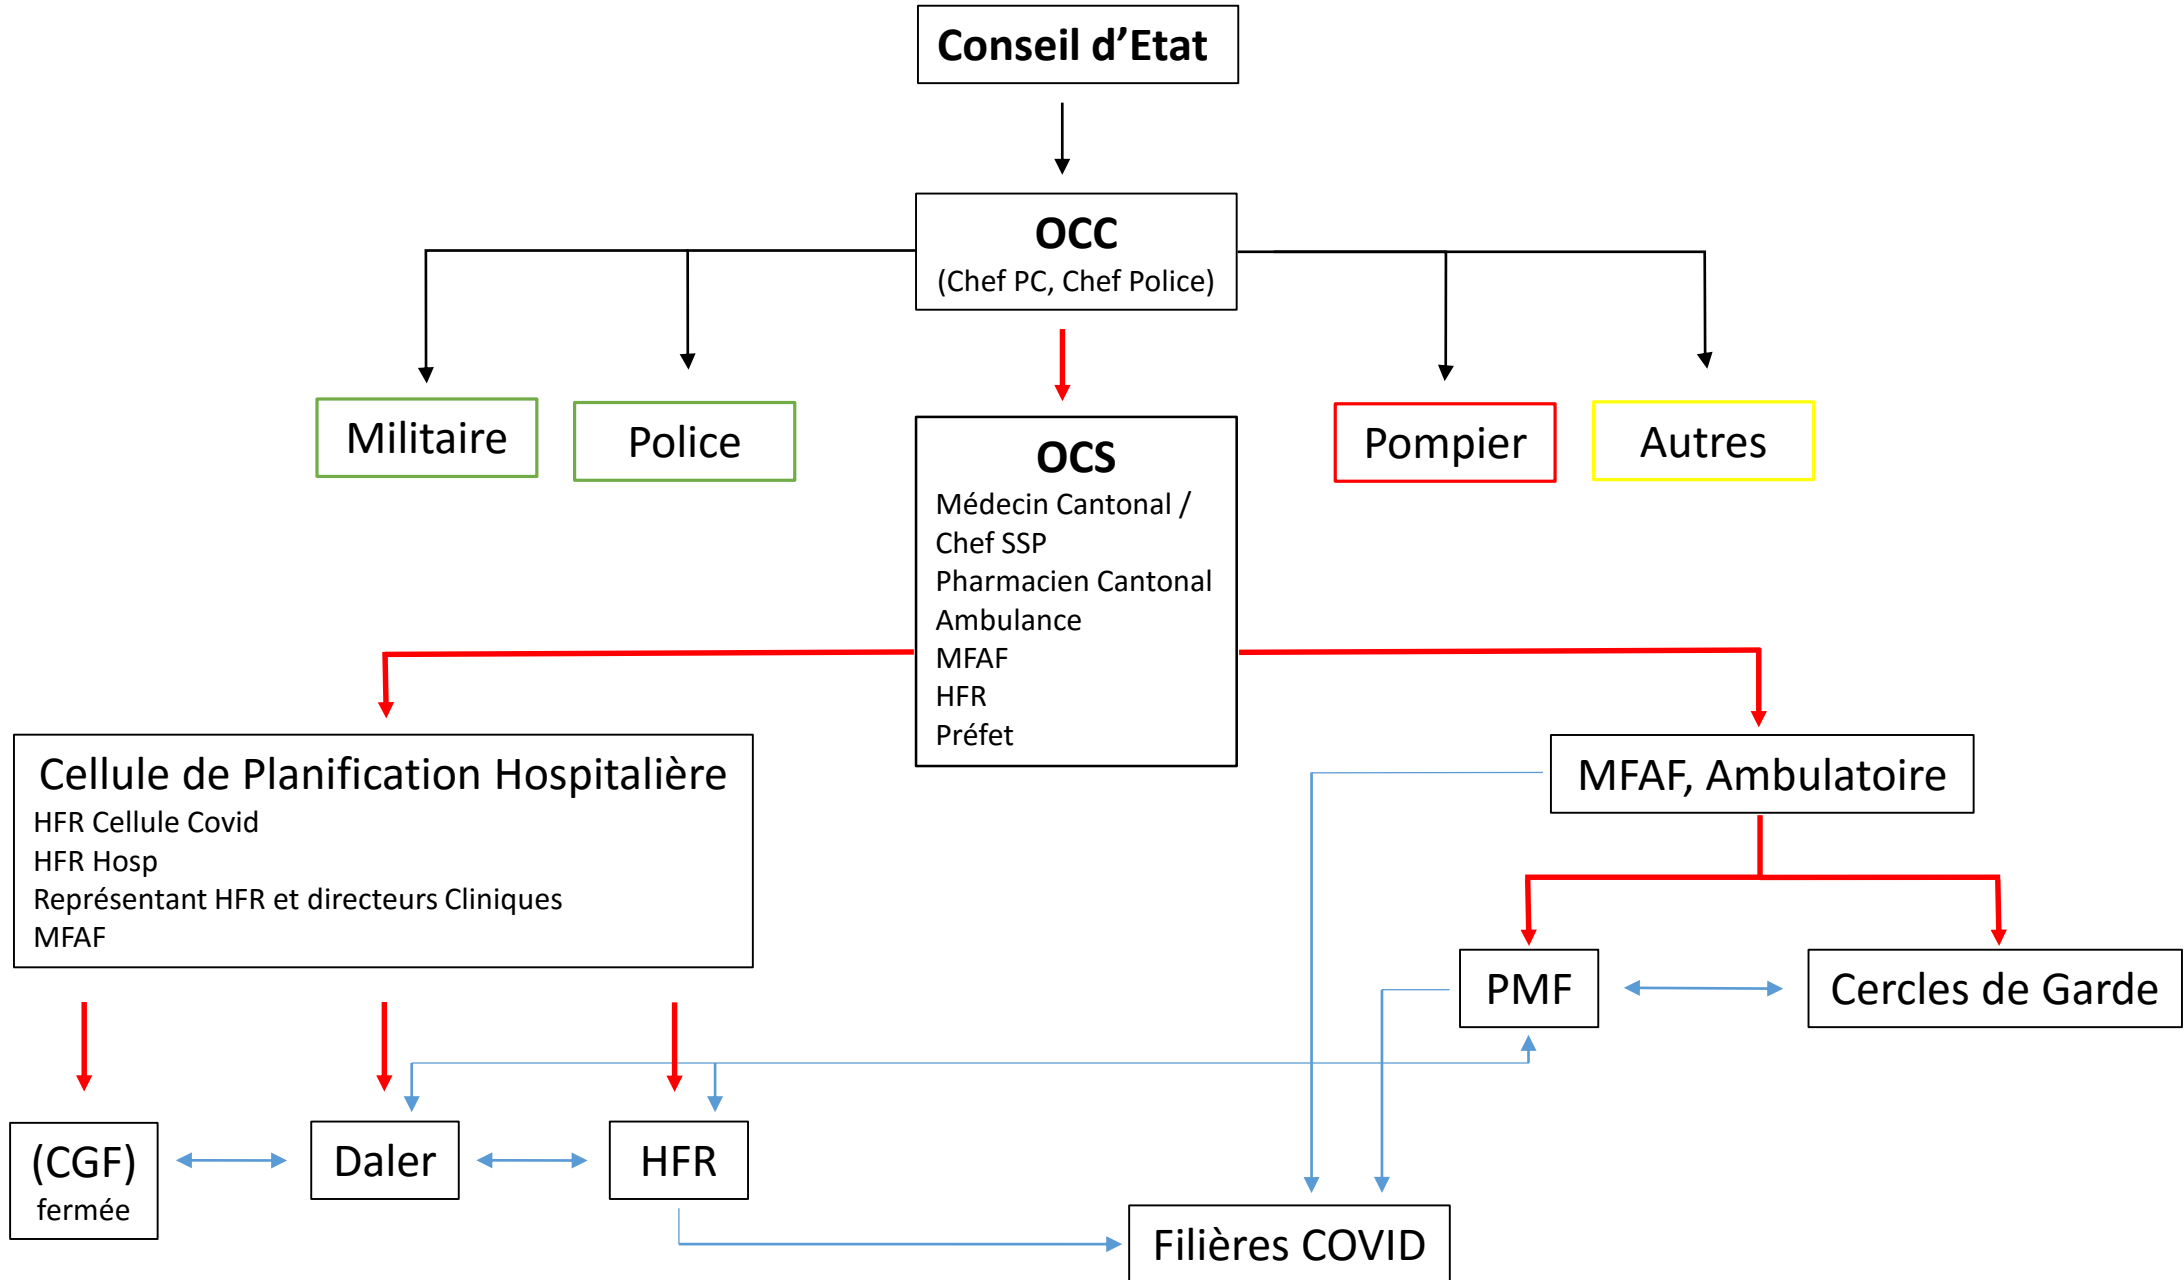 Conseil d’Etat
OCC
(Chef PC, Chef Police)
Militaire
Police
Pompier
Autres
OCS
Médecin Cantonal /
Chef SSP
Pharmacien Cantonal
Ambulance
MFAF
HFR
Préfet
Cellule de Planification Hospitalière
HFR Cellule Covid
HFR Hosp
Représentant HFR et directeurs Cliniques
MFAF
MFAF, Ambulatoire
PMF
Cercles de Garde
(CGF)
fermée
Daler
HFR
Filières COVID